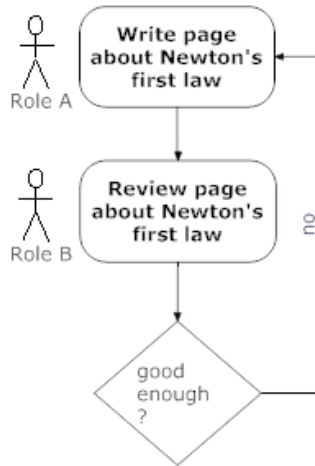 Write page
about Newton's
first law
Role A
Review page
about Newton's
first law
Role B
no
good
enough
?